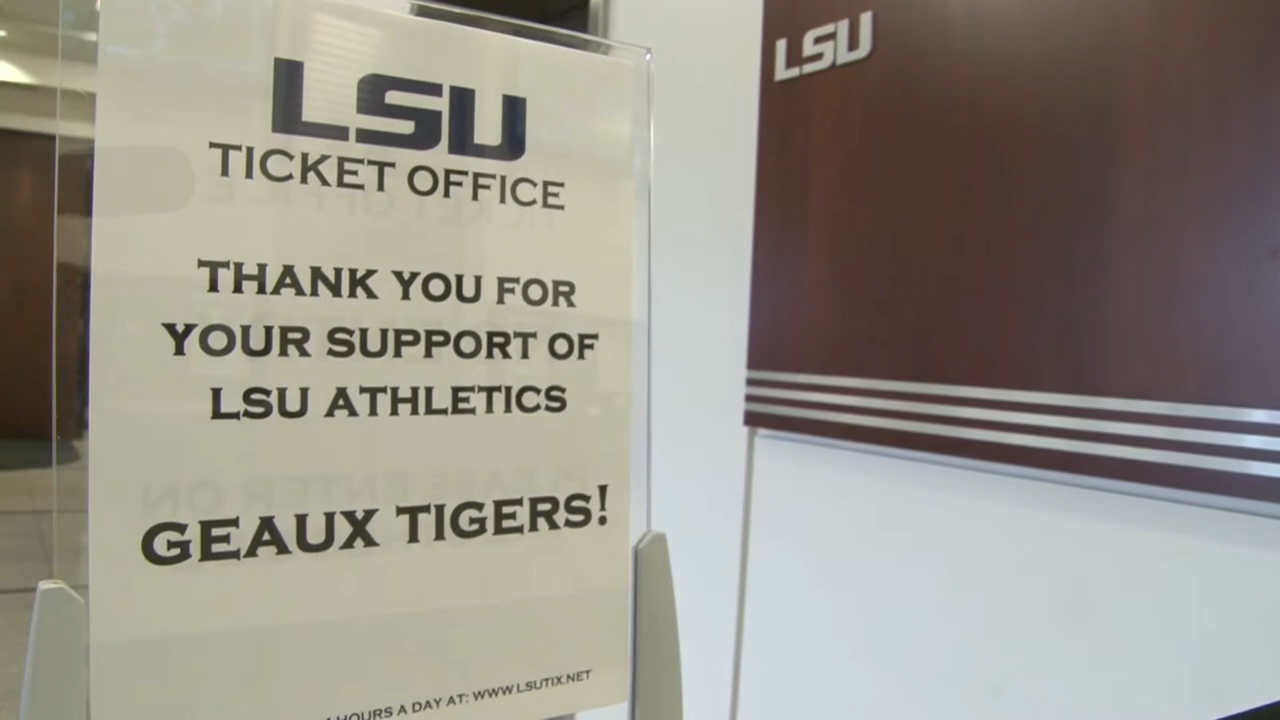 LSU
TICKET OFFICE
THANK YOU FOR
YOUR SUPPORT OF
LSU ATHLETICS
GEAUX TIGERS!
HOURS A DAY AT: WWW.LSUTIX.NET
LSU